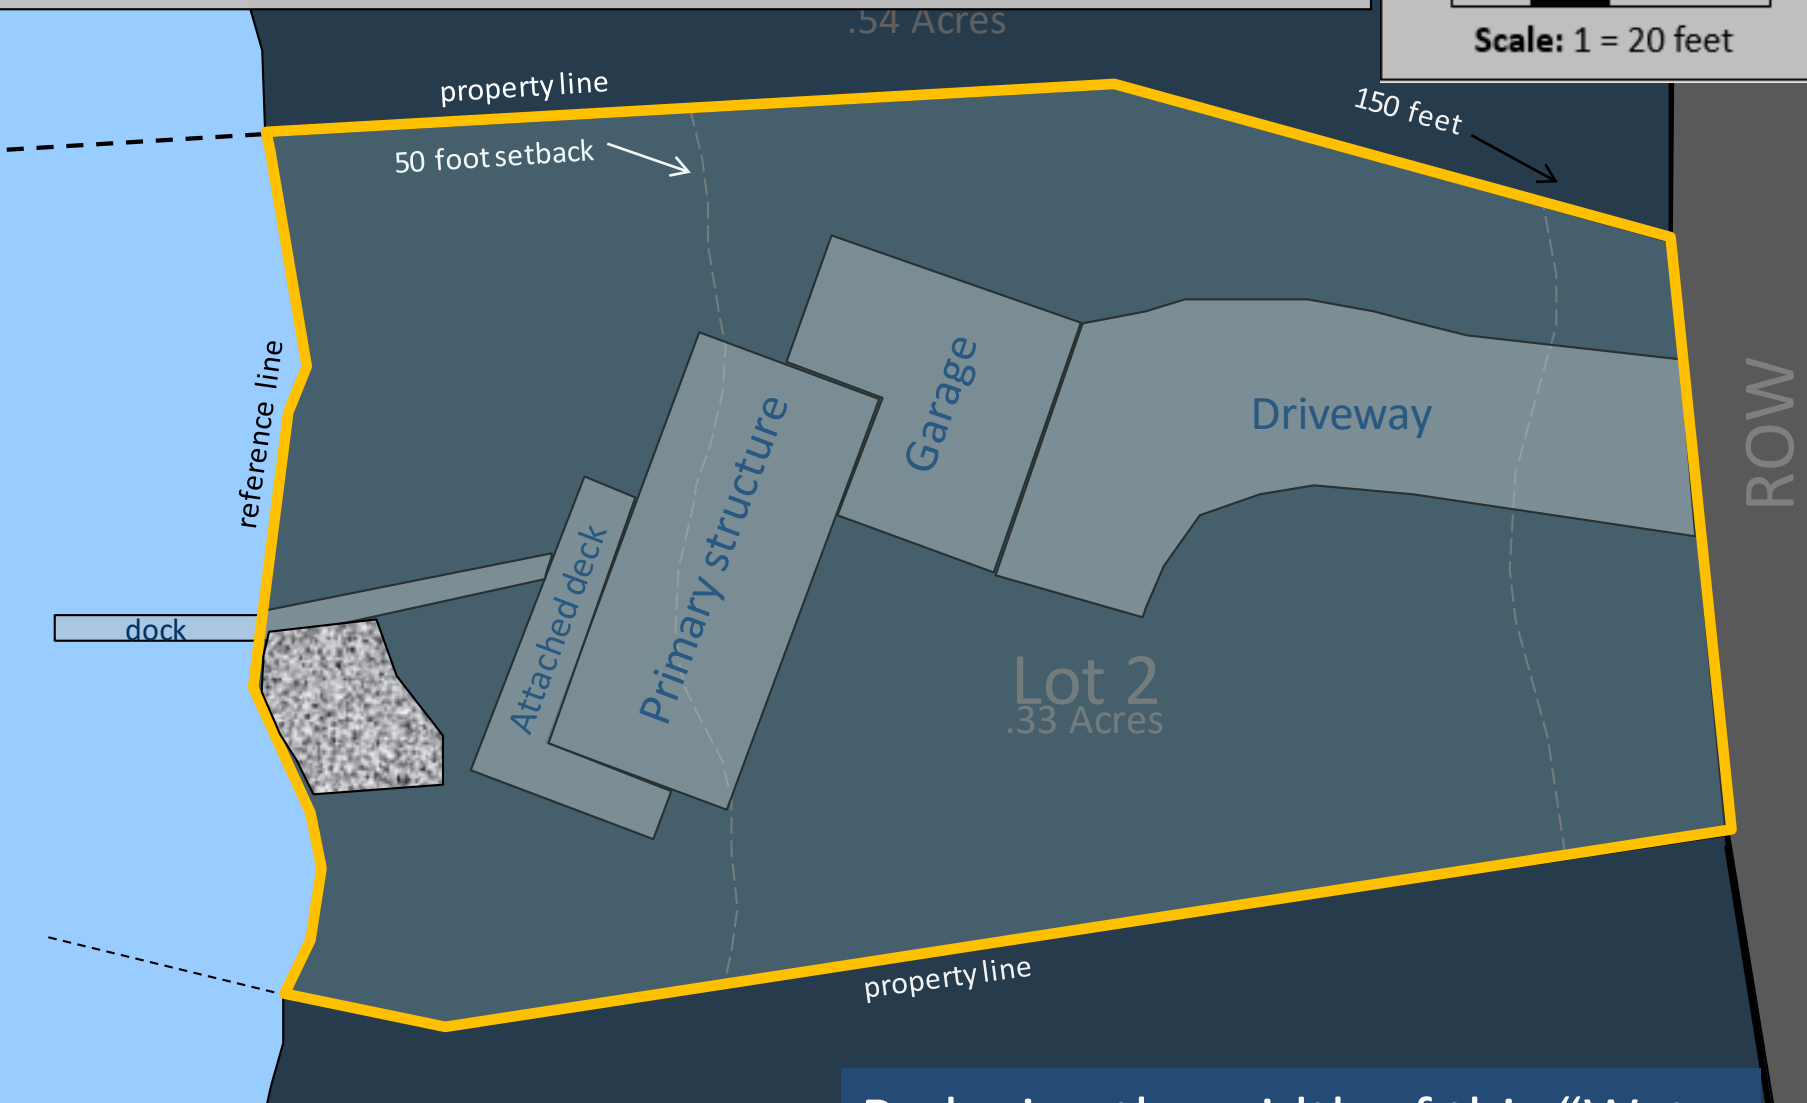 .54 Acres
Scale: 1 = 20 feet
property line
150 feet
50 foot setback
reference line
Garage
Driveway
ROW
Primary structure
Attached deck
dock
Lot 2
.33 Acres
property line